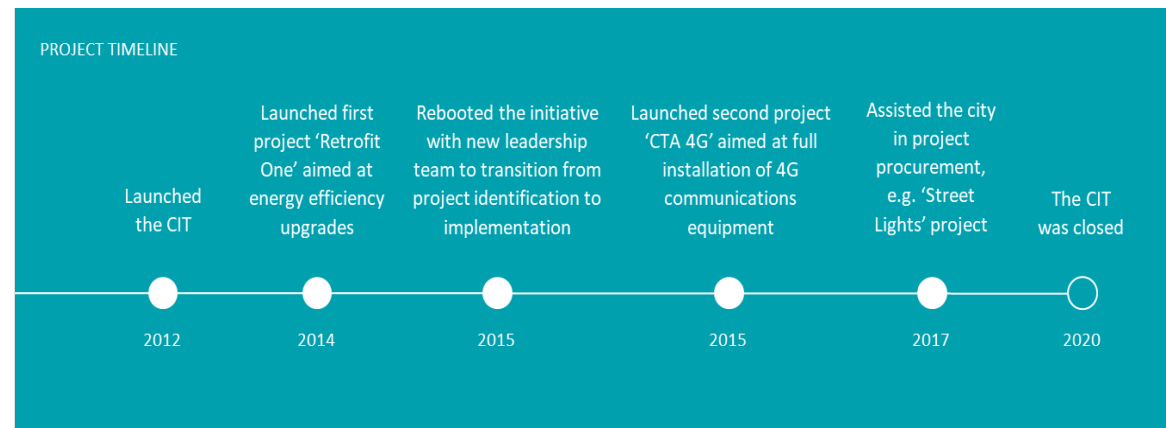 PROJECT TIMELINE
Launched
the CIT
2012
Launched first
project ‘Retrofit
One’ aimed at
energy efficiency
upgrades
2014
Rebooted the initiative
with new leadership
team to transition from
project identification to
implementation
2015
Launched second project
‘CTA 4G’ aimed at full
installation of 4G
communications
equipment
2015
Assisted the city
in project
procurement,
e.g. ‘Street
Lights’ project
2017
The CIT
was closed
2020